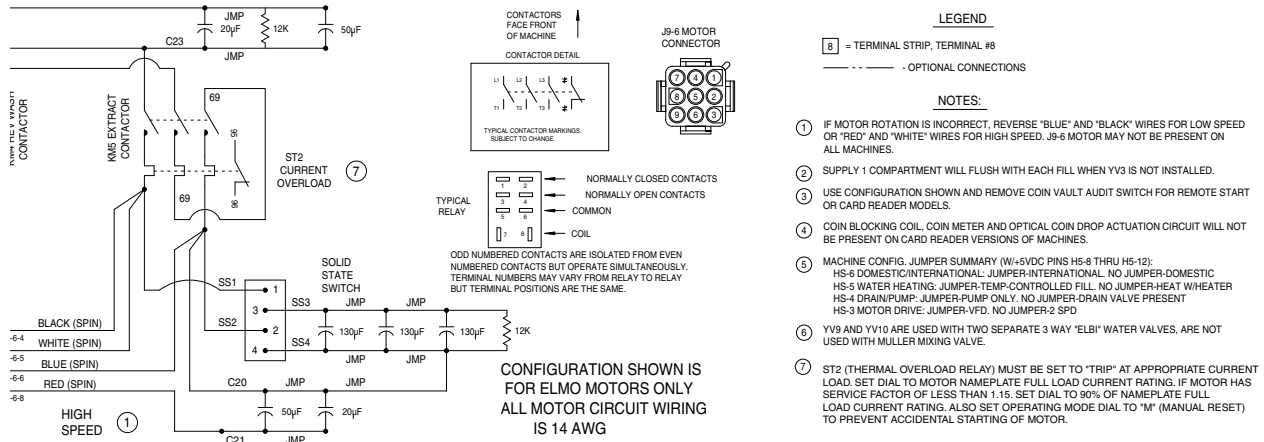 JMP
20µF
12K
50µF
C23
JMP
KM5 EXTRACT
CONTACTOR
CONTACTOR
69
95
96
69
ST2
CURRENT
OVERLOAD
7
SS1
SS2
SOLID
STATE
SWITCH
1
3
2
4
SS3
JMP
JMP
130µF
130µF
130µF
12K
SS4
JMP
JMP
BLACK (SPIN)
-6-4
WHITE (SPIN)
-6-5
BLUE (SPIN)
-6-6
RED (SPIN)
-6-8
C20
JMP
JMP
50µF
20µF
C21
JMP
HIGH
SPEED
1
CONTACTORS
FACE FRONT
OF MACHINE
CONTACTOR DETAIL
L1 L2 L3 *
T1 T2 T3 *
TYPICAL CONTACTOR MARKINGS.
SUBJECT TO CHANGE.
J9-6 MOTOR
CONNECTOR
7 4 1
8 5 2
9 6 3
TYPICAL
RELAY
1 2
3 4
5 6
7 8
NORMALLY CLOSED CONTACTS
NORMALLY OPEN CONTACTS
COMMON
COIL
ODD NUMBERED CONTACTS ARE ISOLATED FROM EVEN
NUMBERED CONTACTS BUT OPERATE SIMULTANEOUSLY.
TERMINAL NUMBERS MAY VARY FROM RELAY TO RELAY
BUT TERMINAL POSITIONS ARE THE SAME.
CONFIGURATION SHOWN IS
FOR ELMO MOTORS ONLY
ALL MOTOR CIRCUIT WIRING
IS 14 AWG
LEGEND
8 = TERMINAL STRIP, TERMINAL #8
- OPTIONAL CONNECTIONS
NOTES:
1 IF MOTOR ROTATION IS INCORRECT, REVERSE "BLUE" AND "BLACK" WIRES FOR LOW SPEED
OR "RED" AND "WHITE" WIRES FOR HIGH SPEED. J9-6 MOTOR MAY NOT BE PRESENT ON
ALL MACHINES.
2 SUPPLY 1 COMPARTMENT WILL FLUSH WITH EACH FILL WHEN YV3 IS NOT INSTALLED.
3 USE CONFIGURATION SHOWN AND REMOVE COIN VAULT AUDIT SWITCH FOR REMOTE START
OR CARD READER MODELS.
4 COIN BLOCKING COIL, COIN METER AND OPTICAL COIN DROP ACTUATION CIRCUIT WILL NOT
BE PRESENT ON CARD READER VERSIONS OF MACHINES.
5 MACHINE CONFIG. JUMPER SUMMARY (W/+5VDC PINS H5-8 THRU H5-12):
HS-6 DOMESTIC/INTERNATIONAL: JUMPER-INTERNATIONAL. NO JUMPER-DOMESTIC
HS-5 WATER HEATING: JUMPER-TEMP-CONTROLLED FILL. NO JUMPER-HEAT W/HEATER
HS-4 DRAIN/PUMP: JUMPER-PUMP ONLY. NO JUMPER-DRAIN VALVE PRESENT
HS-3 MOTOR DRIVE: JUMPER-VFD. NO JUMPER-2 SPD
6 YV9 AND YV10 ARE USED WITH TWO SEPARATE 3 WAY "ELBI" WATER VALVES, ARE NOT
USED WITH MULLER MIXING VALVE.
7 ST2 (THERMAL OVERLOAD RELAY) MUST BE SET TO "TRIP" AT APPROPRIATE CURRENT
LOAD. SET DIAL TO MOTOR NAMEPLATE FULL LOAD CURRENT RATING. IF MOTOR HAS
SERVICE FACTOR OF LESS THAN 1.15. SET DIAL TO 90% OF NAMEPLATE FULL
LOAD CURRENT RATING. ALSO SET OPERATING MODE DIAL TO "M" (MANUAL RESET)
TO PREVENT ACCIDENTAL STARTING OF MOTOR.